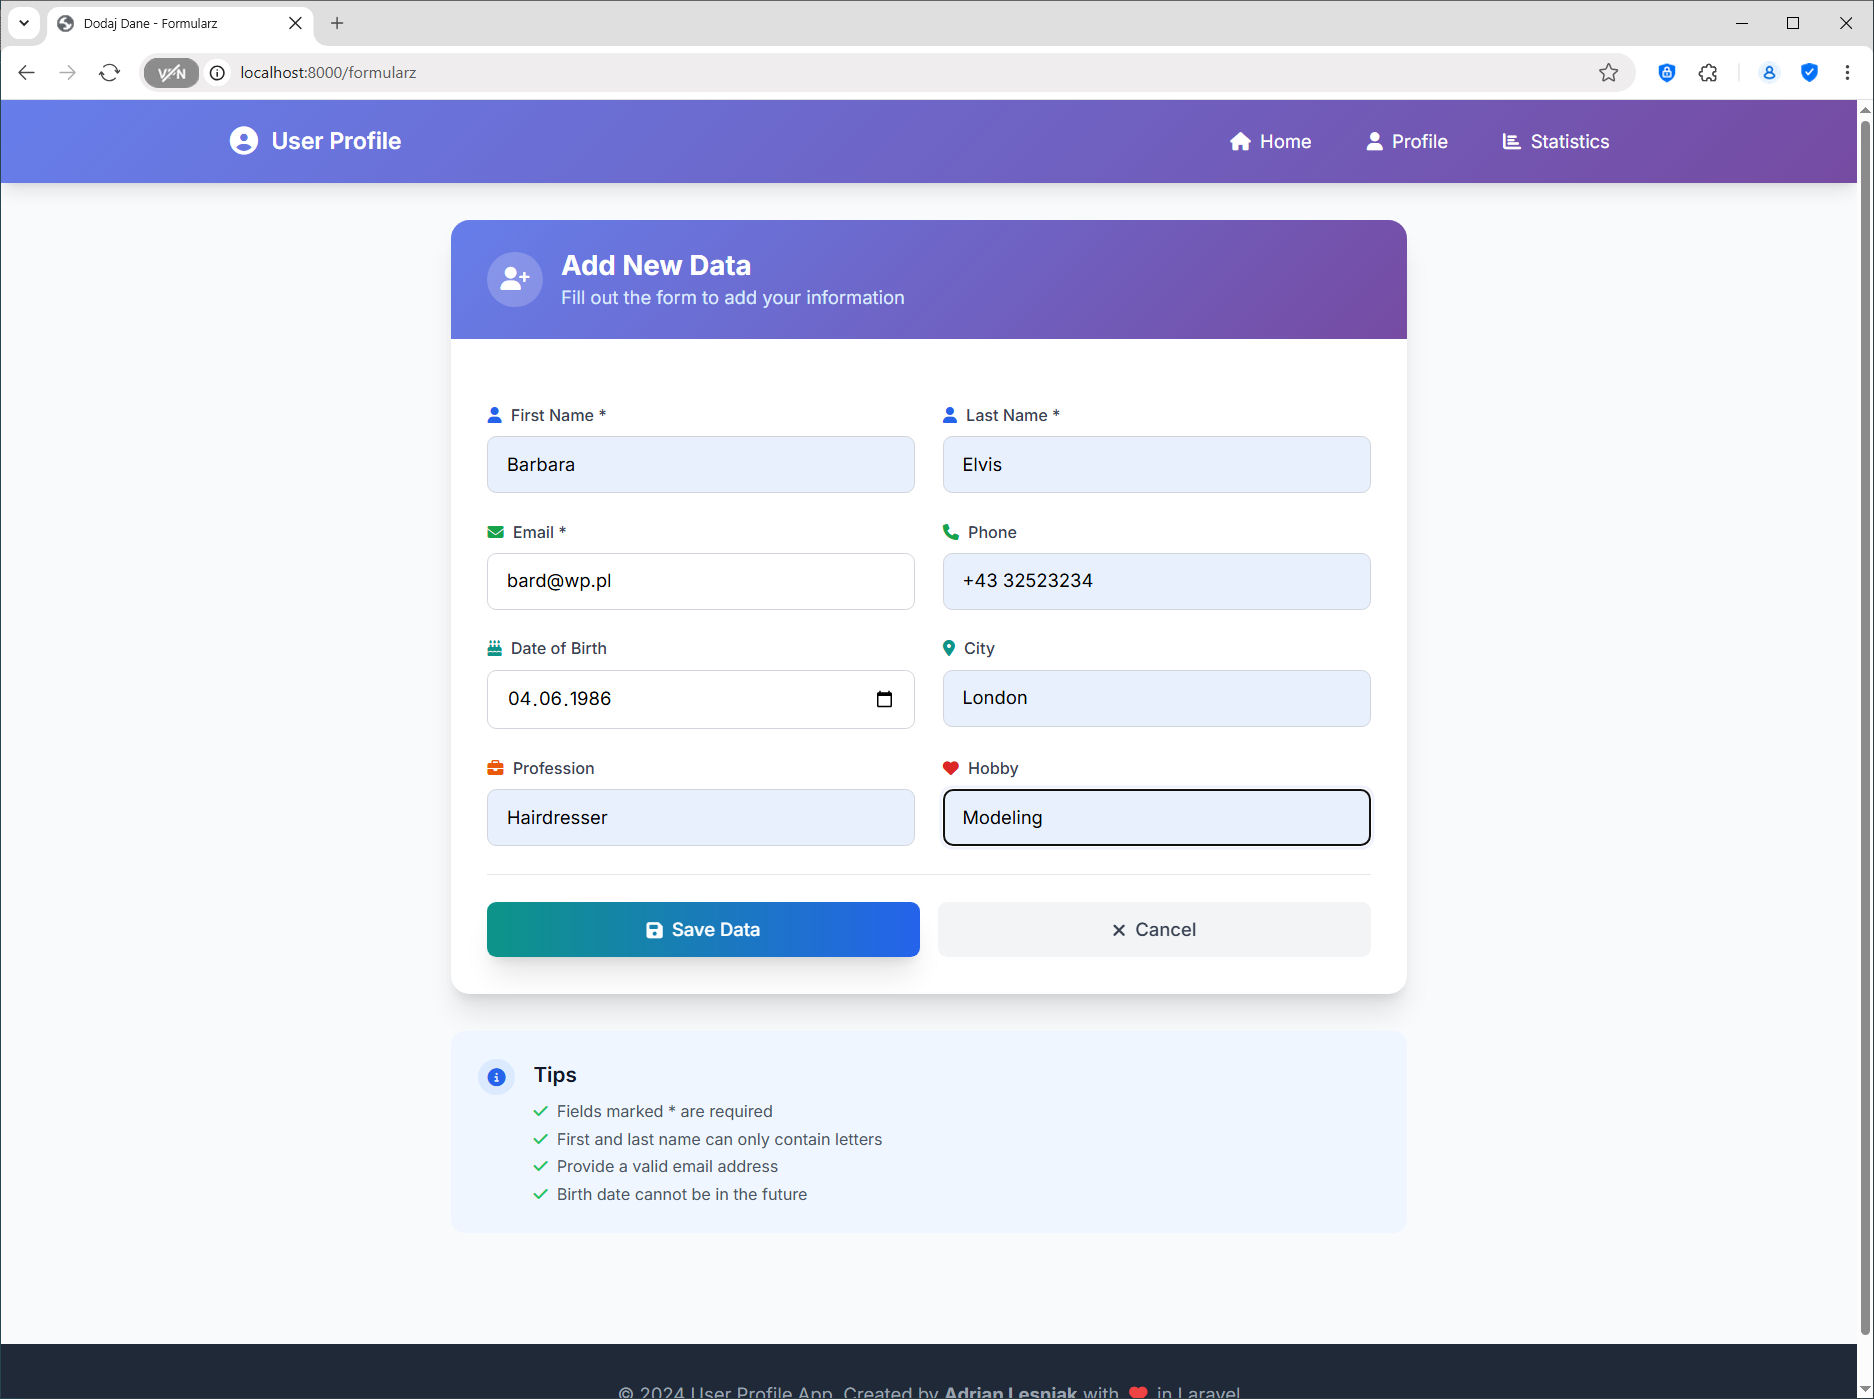 Dodaj Dane - Formularz
VPN
localhost:8000/formularz
User Profile
Home
Profile
Statistics
Add New Data
Fill out the form to add your information
First Name *
Last Name *
Barbara
Elvis
Email *
Phone
bard@wp.pl
+43 32523234
Date of Birth
City
04.06.1986
London
Profession
Hobby
Hairdresser
Modeling
Save Data
Cancel
Tips
Fields marked * are required
First and last name can only contain letters
Provide a valid email address
Birth date cannot be in the future
© 2024 User Profile App. Created by Adrian Lesniak with ❤ in Laravel